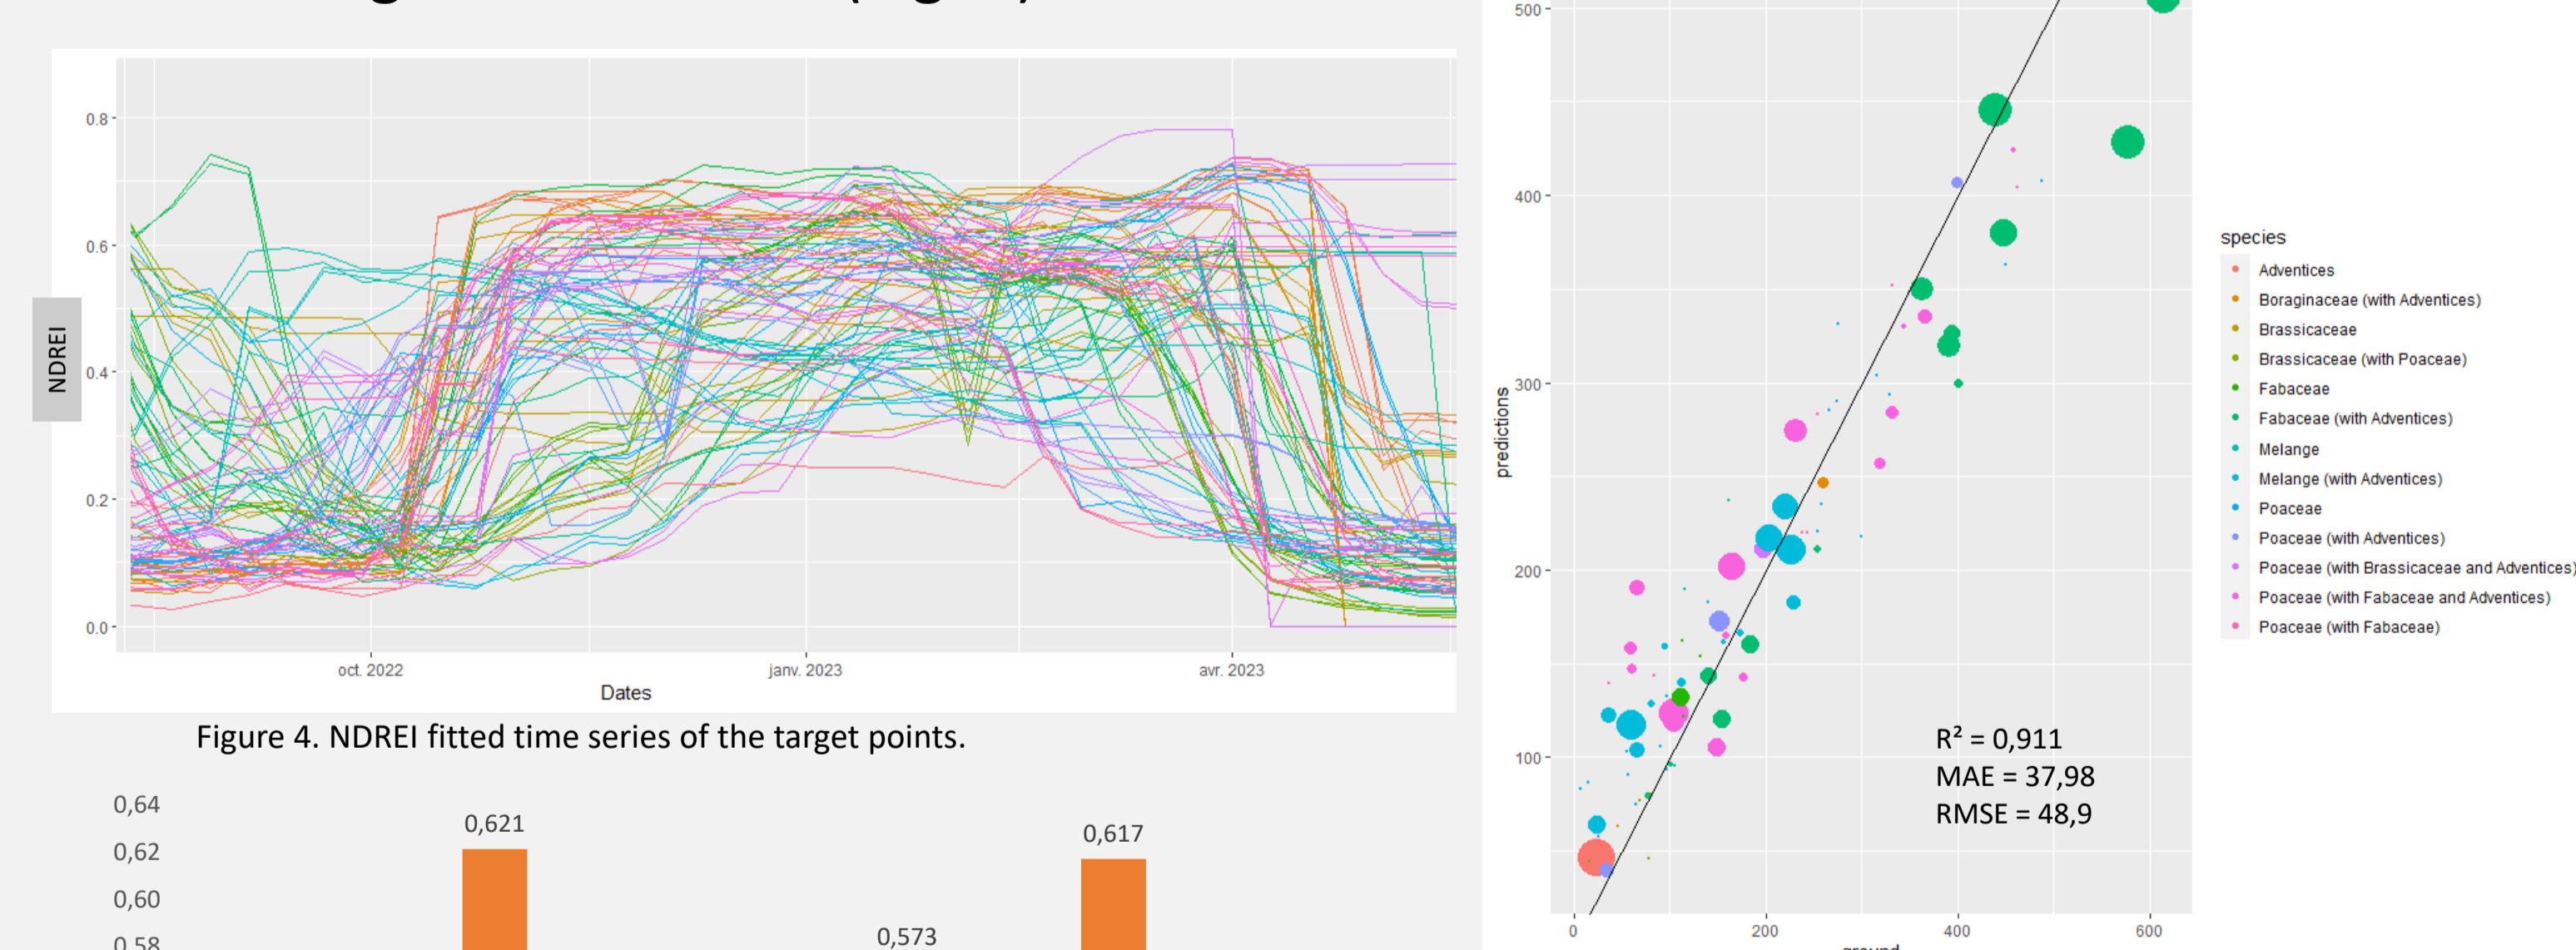 0.8
0.6
0.4
0.2
0.0
NDREI
oct. 2022
janv. 2023
avr. 2023
Dates
Figure 4. NDREI fitted time series of the target points.
0,64
0,62
0,60
0,58
0,621
0,573
0,617
500
400
300
200
100
predictions
0
200
400
600
ground
R² = 0,911
MAE = 37,98
RMSE = 48,9
species
Adventices
Boraginaceae (with Adventices)
Brassicaceae
Brassicaceae (with Poaceae)
Fabaceae
Fabaceae (with Adventices)
Melange
Melange (with Adventices)
Poaceae
Poaceae (with Adventices)
Poaceae (with Brassicaceae and Adventices)
Poaceae (with Fabaceae and Adventices)
Poaceae (with Fabaceae)